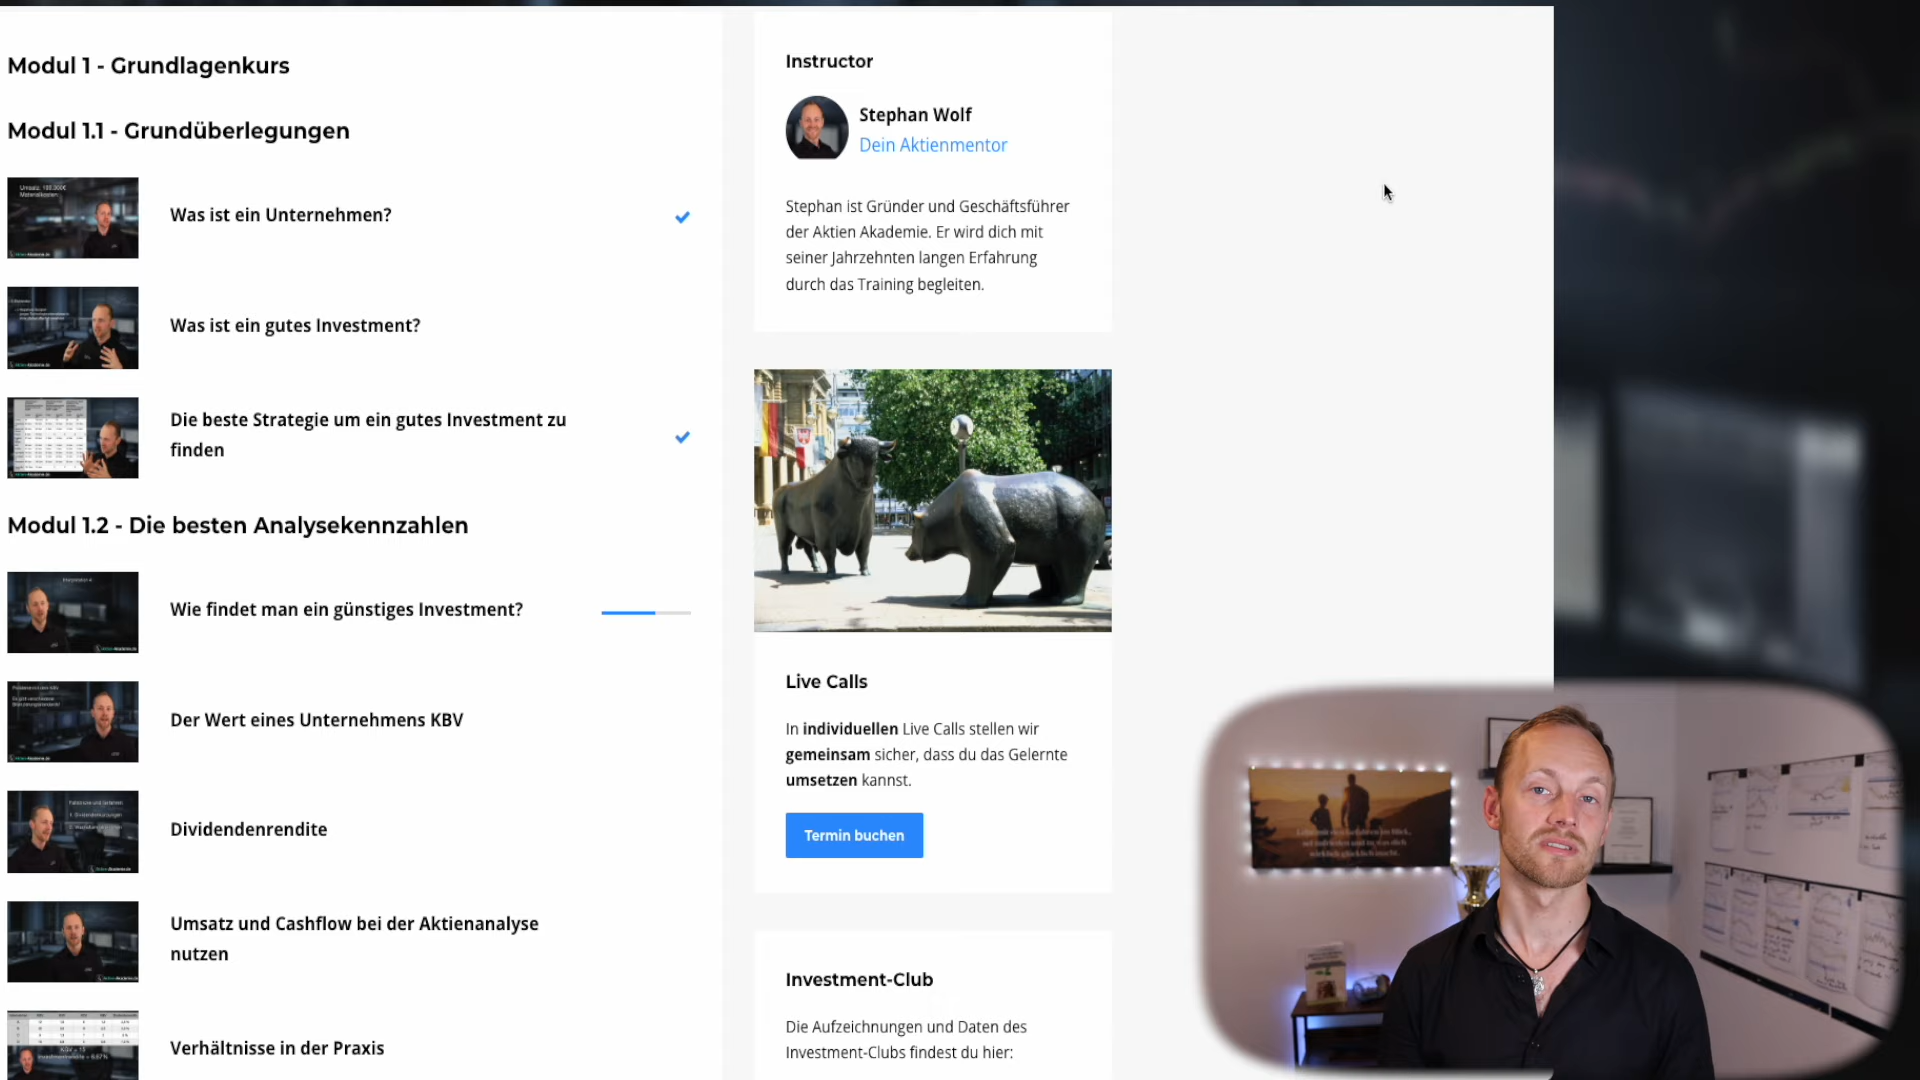 Modul 1 - Grundlagenkurs
Modul 1.1 - Grundüberlegungen
Was ist ein Unternehmen?
Was ist ein gutes Investment?
Die beste Strategie um ein gutes Investment zu
finden
Modul 1.2 - Die besten Analysekennzahlen
Wie findet man ein günstiges Investment?
Der Wert eines Unternehmens KBV
Dividendenrendite
Umsatz und Cashflow bei der Aktienanalyse
nutzen
Verhältnisse in der Praxis
Instructor
Stephan Wolf
Dein Aktienmentor
Stephan ist Gründer und Geschäftsführer
der Aktien Akademie. Er wird dich mit
seiner Jahrzehnten langen Erfahrung
durch das Training begleiten.
Live Calls
In individuellen Live Calls stellen wir
gemeinsam sicher, dass du das Gelernte
umsetzen kannst.
Termin buchen
Investment-Club
Die Aufzeichnungen und Daten des
Investment-Clubs findest du hier: